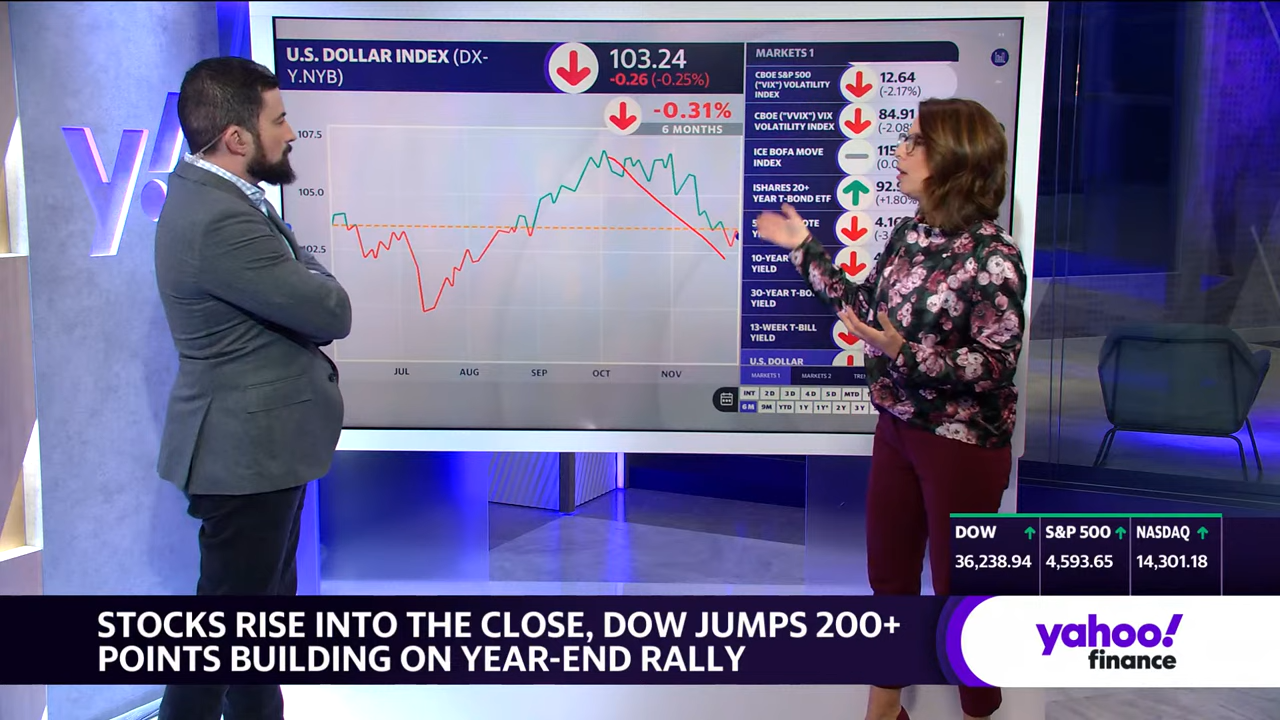 U.S. DOLLAR INDEX (DX-
Y.NYB)
103.24
-0.26 (-0.25%)
-0.31%
6 MONTHS
107.5
105.0
102.5
JUL AUG SEP OCT NOV
MARKETS 1
CBOE S&P 500
("VIX") VOLATILITY
INDEX
12.64
(-2.17%)
CBOE ("VVIX") VIX
VOLATILITY INDEX
84.91
ICE BOFA MOVE
INDEX
ISHARES 20+
YEAR T-BOND ETF
(+1.80%
10-YEAR
YIELD
30-YEAR
YIELD
13-WEEK T-BILL
YIELD
U.S. DOLLAR
MARKETS 1 MARKETS 2
INT 2D 3D 4D 5D MTD
6M 9M YTD 1Y 1Y* 2Y 3Y
y!
DOW S&P 500 NASDAQ
36,238.94 4,593.65 14,301.18
STOCKS RISE INTO THE CLOSE, DOW JUMPS 200+
POINTS BUILDING ON YEAR-END RALLY
yahoo!
finance